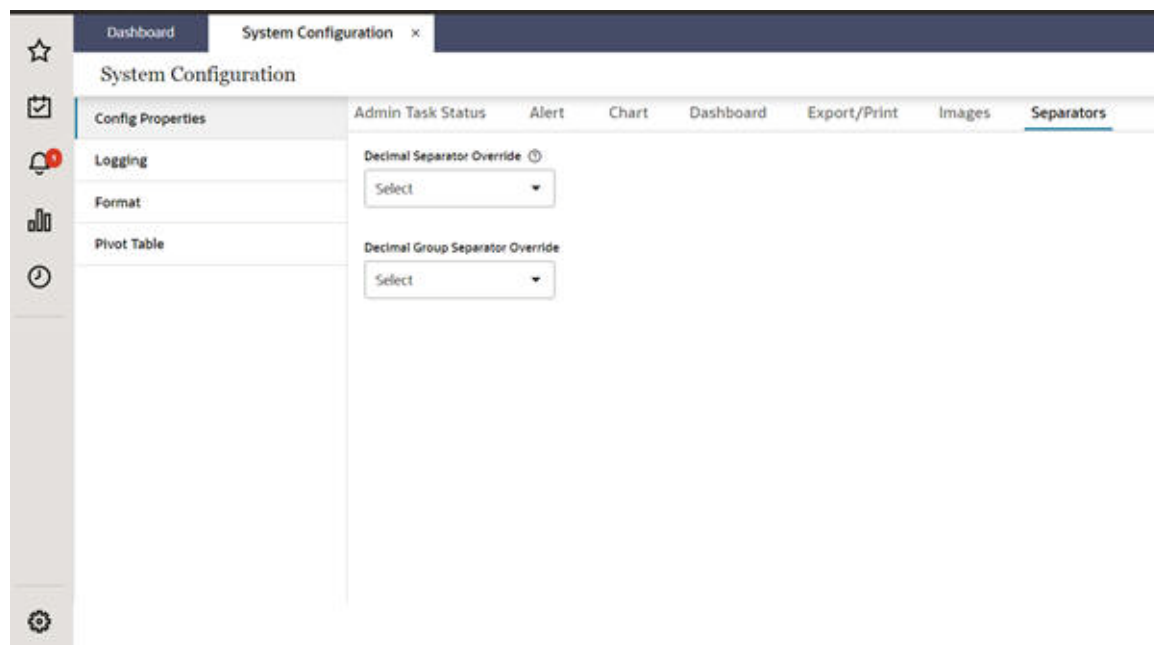 Dashboard System Configuration ×
System Configuration
Config Properties
Logging
Format
Pivot Table
Admin Task Status Alert Chart Dashboard Export/Print Images Separators
Decimal Separator Override ?
Select
Decimal Group Separator Override
Select